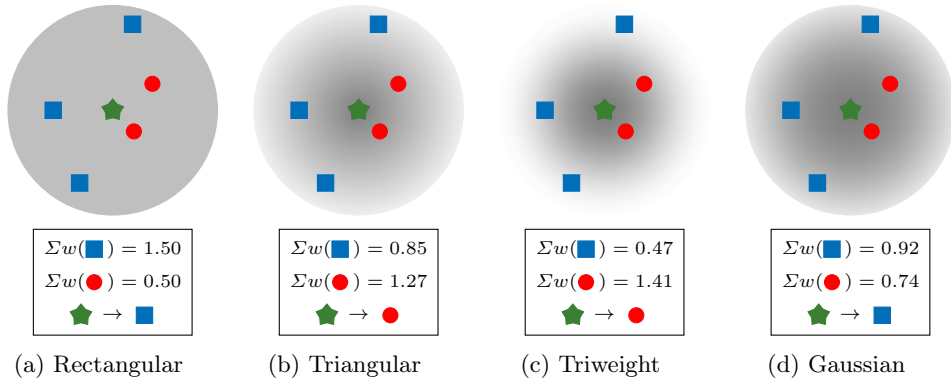 Σw(■) = 1.50
Σw(●) = 0.50
→
(a) Rectangular
Σw(■) = 0.85
Σw(●) = 1.27
→
(b) Triangular
Σw(■) = 0.47
Σw(●) = 1.41
→
(c) Triweight
Σw(■) = 0.92
Σw(●) = 0.74
→
(d) Gaussian